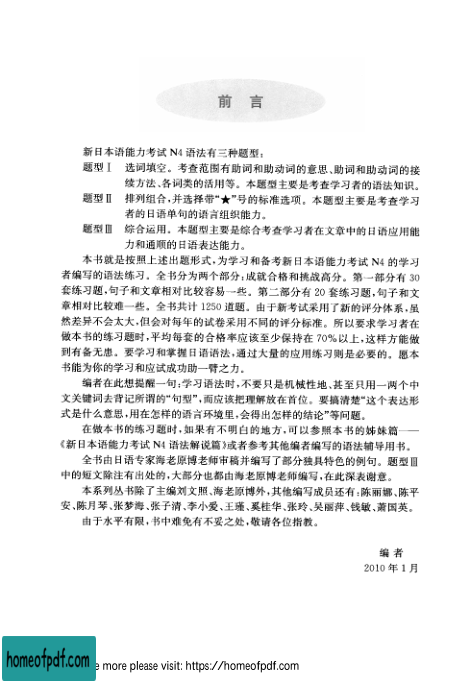 前 言
新日本语能力考试 N4 语法有三种题型：
题型Ⅰ 选词填空。考查范围有助词和助动词的意思、助词和助动词的接
续方法、各词类的活用等。本题型主要是考查学习者的语法知识。
题型Ⅱ 排列组合，并选择带“★”号的标准选项。本题型主要是考查学习
者的日语单句的语言组织能力。
题型Ⅲ 综合运用。本题型主要是综合考查学习者在文章中的日语应用能
力和通顺的日语表达能力。
本书就是按照上述出题形式，为学习和备考新日本语能力考试 N4 的学习
者编写的语法练习。全书分为两个部分：成就合格和挑战高分。第一部分有 30
套练习题，句子和文章相对比较容易一些。第二部分有 20 套练习题，句子和文
章相对比较难一些。全书共计 1250 道题。由于新考试采用了新的评分体系，虽
然差异不会太大，但会对每年的试卷采用不同的评分标准。所以要求学习者在
做本书的练习题时，平均每套的合格率应该至少保持在 70%以上，这样方能做
到有备无患。要学习和掌握日语语法，通过大量的应用练习则是必要的。愿本
书能为你的学习和应试成功助一臂之力。
编者在此想提醒一句：学习语法时，不要只是机械性地、甚至只用一两个中
文关键词去背记所谓的“句型”，而应该把理解放在首位。要搞清楚“这个表达形
式是什么意思，用在怎样的语言环境里，会得出怎样的结论”等问题。
在做本书的练习题时，如果有不明白的地方，可以参照本书的姊妹篇——
《新日本语能力考试 N4 语法解说篇》或者参考其他编者编写的语法辅导用书。
全书由日语专家海老原博老师审稿并编写了部分独具特色的例句。题型Ⅲ
中的短文除注有出处的，大部分也都由海老原博老师编写，在此深表谢意。
本系列丛书除了主编刘文照、海老原博外，其他编写成员还有：陈丽娜、陈平
安、陈月琴、张梦海、张子清、李小爱、王瑾、奚桂华、张玲、吴丽萍、钱敏、萧国英。
由于水平有限，书中难免有不妥之处，敬请各位指教。
编 者
2010 年 1 月
homeofpdf.com
e more please visit: https://homeofpdf.com